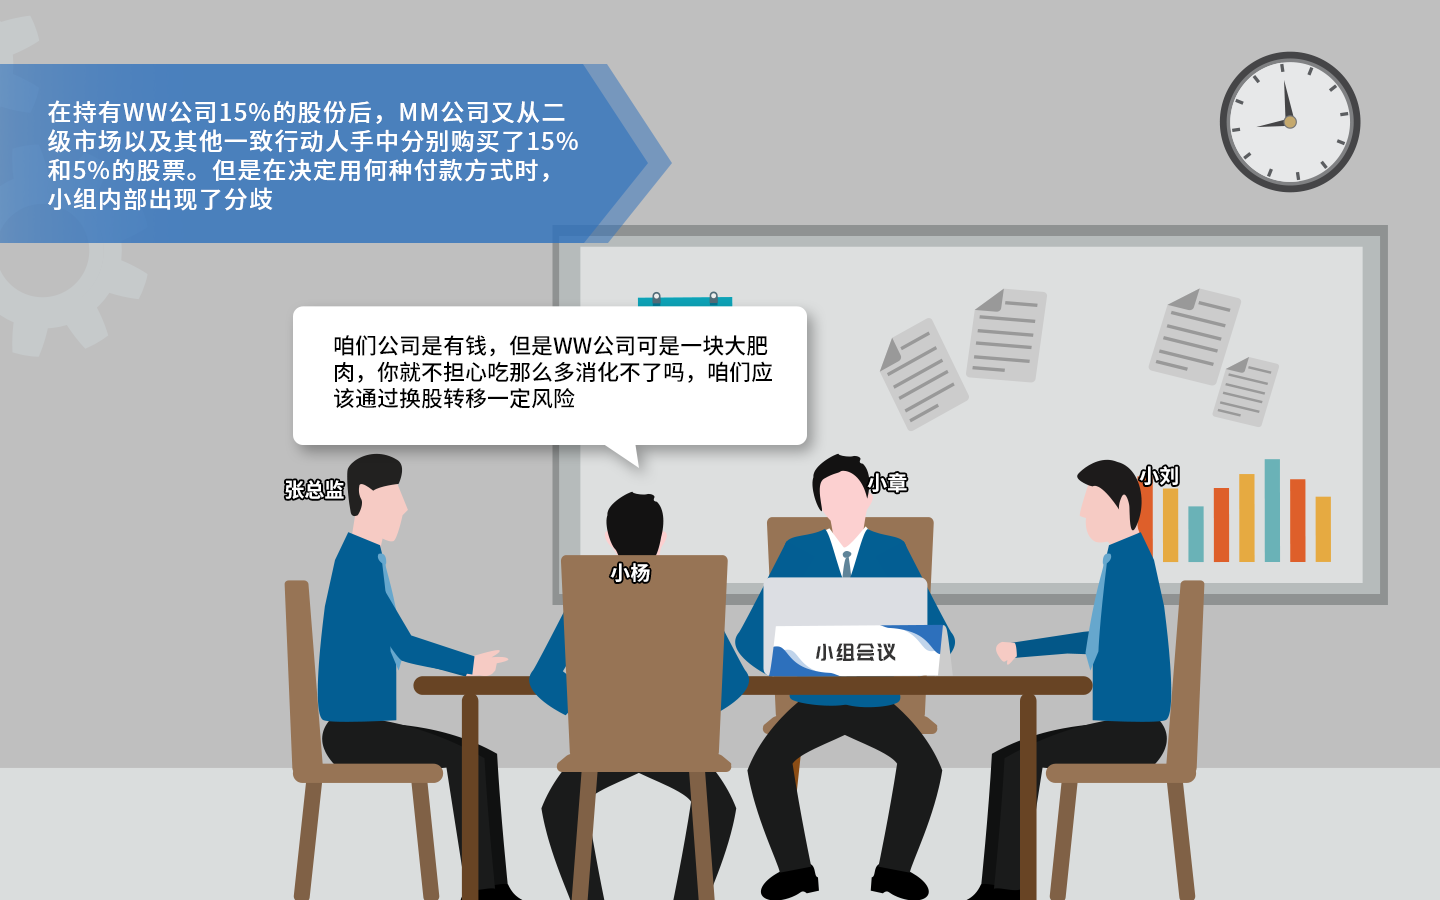 在持有WW公司15%的股份后，MM公司又从二
级市场以及其他一致行动人手中分别购买了15%
和5%的股票。但是在决定用何种付款方式时，
小组内部出现了分歧
咱们公司是有钱，但是WW公司可是一块大肥
肉，你就不担心吃那么多消化不了吗，咱们应
该通过换股转移一定风险
张总监
小章
小刘
小杨
小组会议